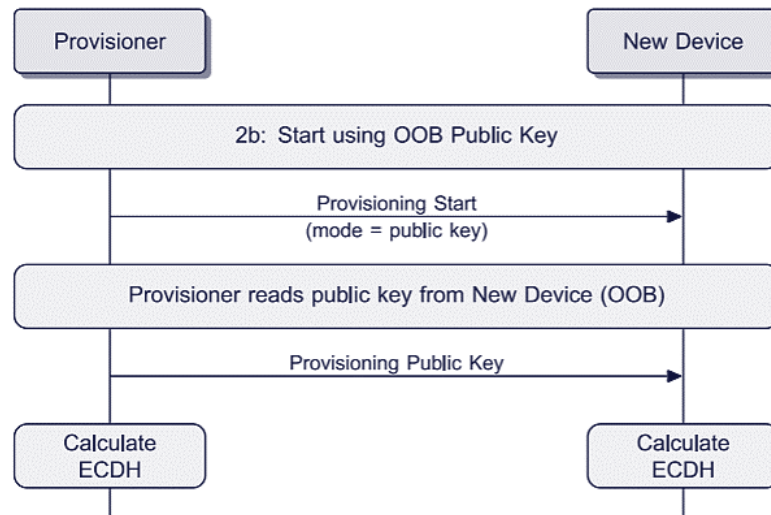 Provisioner
New Device
2b: Start using OOB Public Key
Provisioning Start
(mode = public key)
Provisioner reads public key from New Device (OOB)
Provisioning Public Key
Calculate
ECDH
Calculate
ECDH